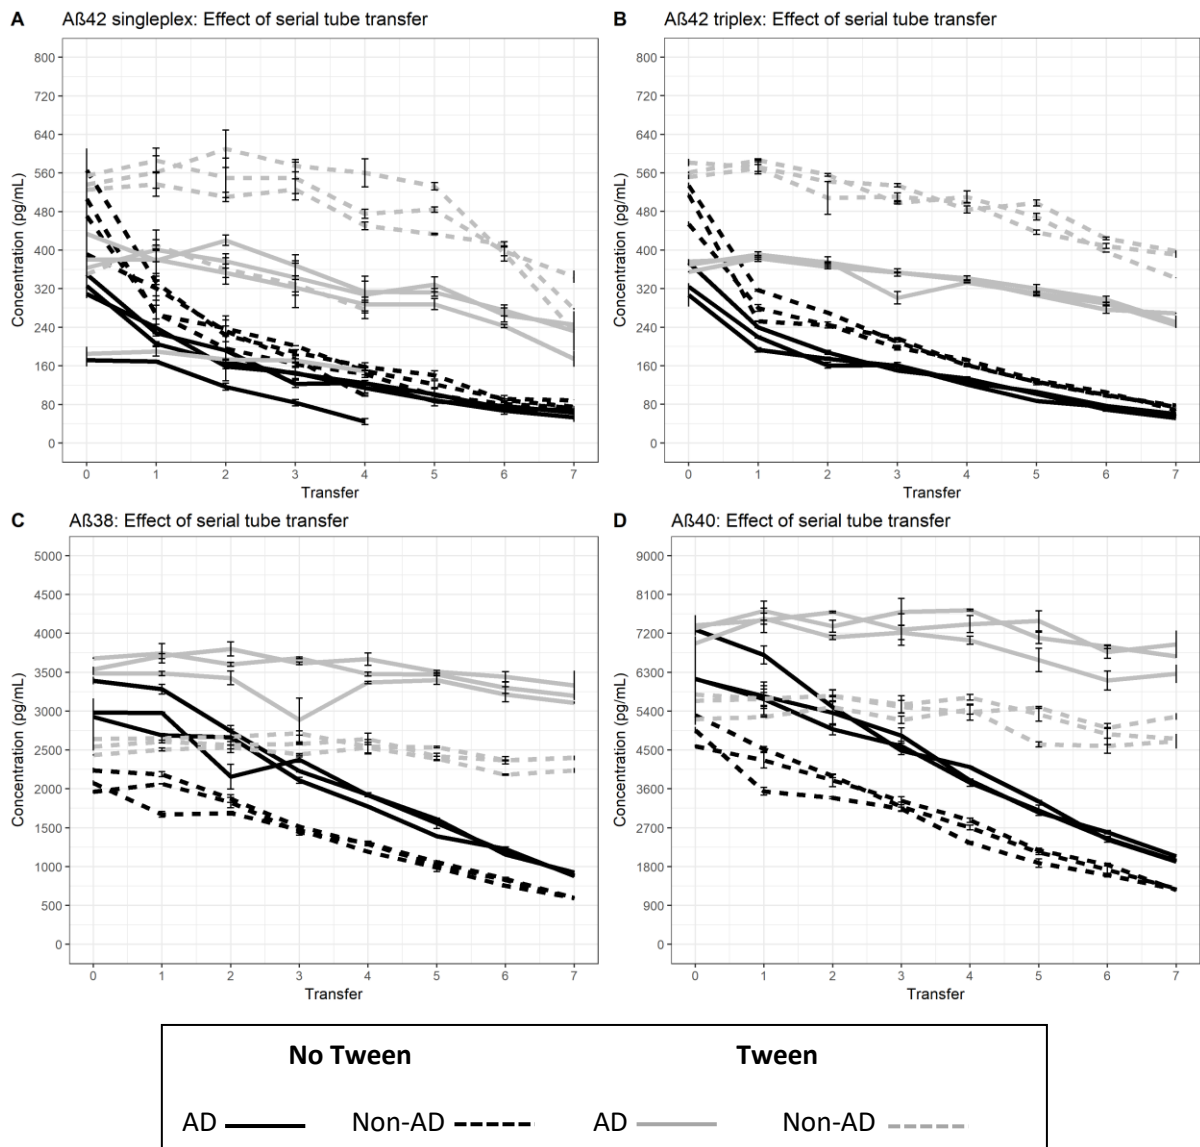 A Aß42 singleplex: Effect of serial tube transfer
Concentration (pg/mL)
800
720
640
560
480
400
320
240
160
80
0
0 1 2 3 4 5 6 7
Transfer
B Aß42 triplex: Effect of serial tube transfer
Concentration (pg/mL)
800
720
640
560
480
400
320
240
160
80
0
0 1 2 3 4 5 6 7
Transfer
C Aß38: Effect of serial tube transfer
Concentration (pg/mL)
5000
4500
4000
3500
3000
2500
2000
1500
1000
500
0
0 1 2 3 4 5 6 7
Transfer
D Aß40: Effect of serial tube transfer
Concentration (pg/mL)
9000
8100
7200
6300
5400
4500
3600
2700
1800
900
0
0 1 2 3 4 5 6 7
Transfer
No Tween Tween
AD Non-AD AD Non-AD